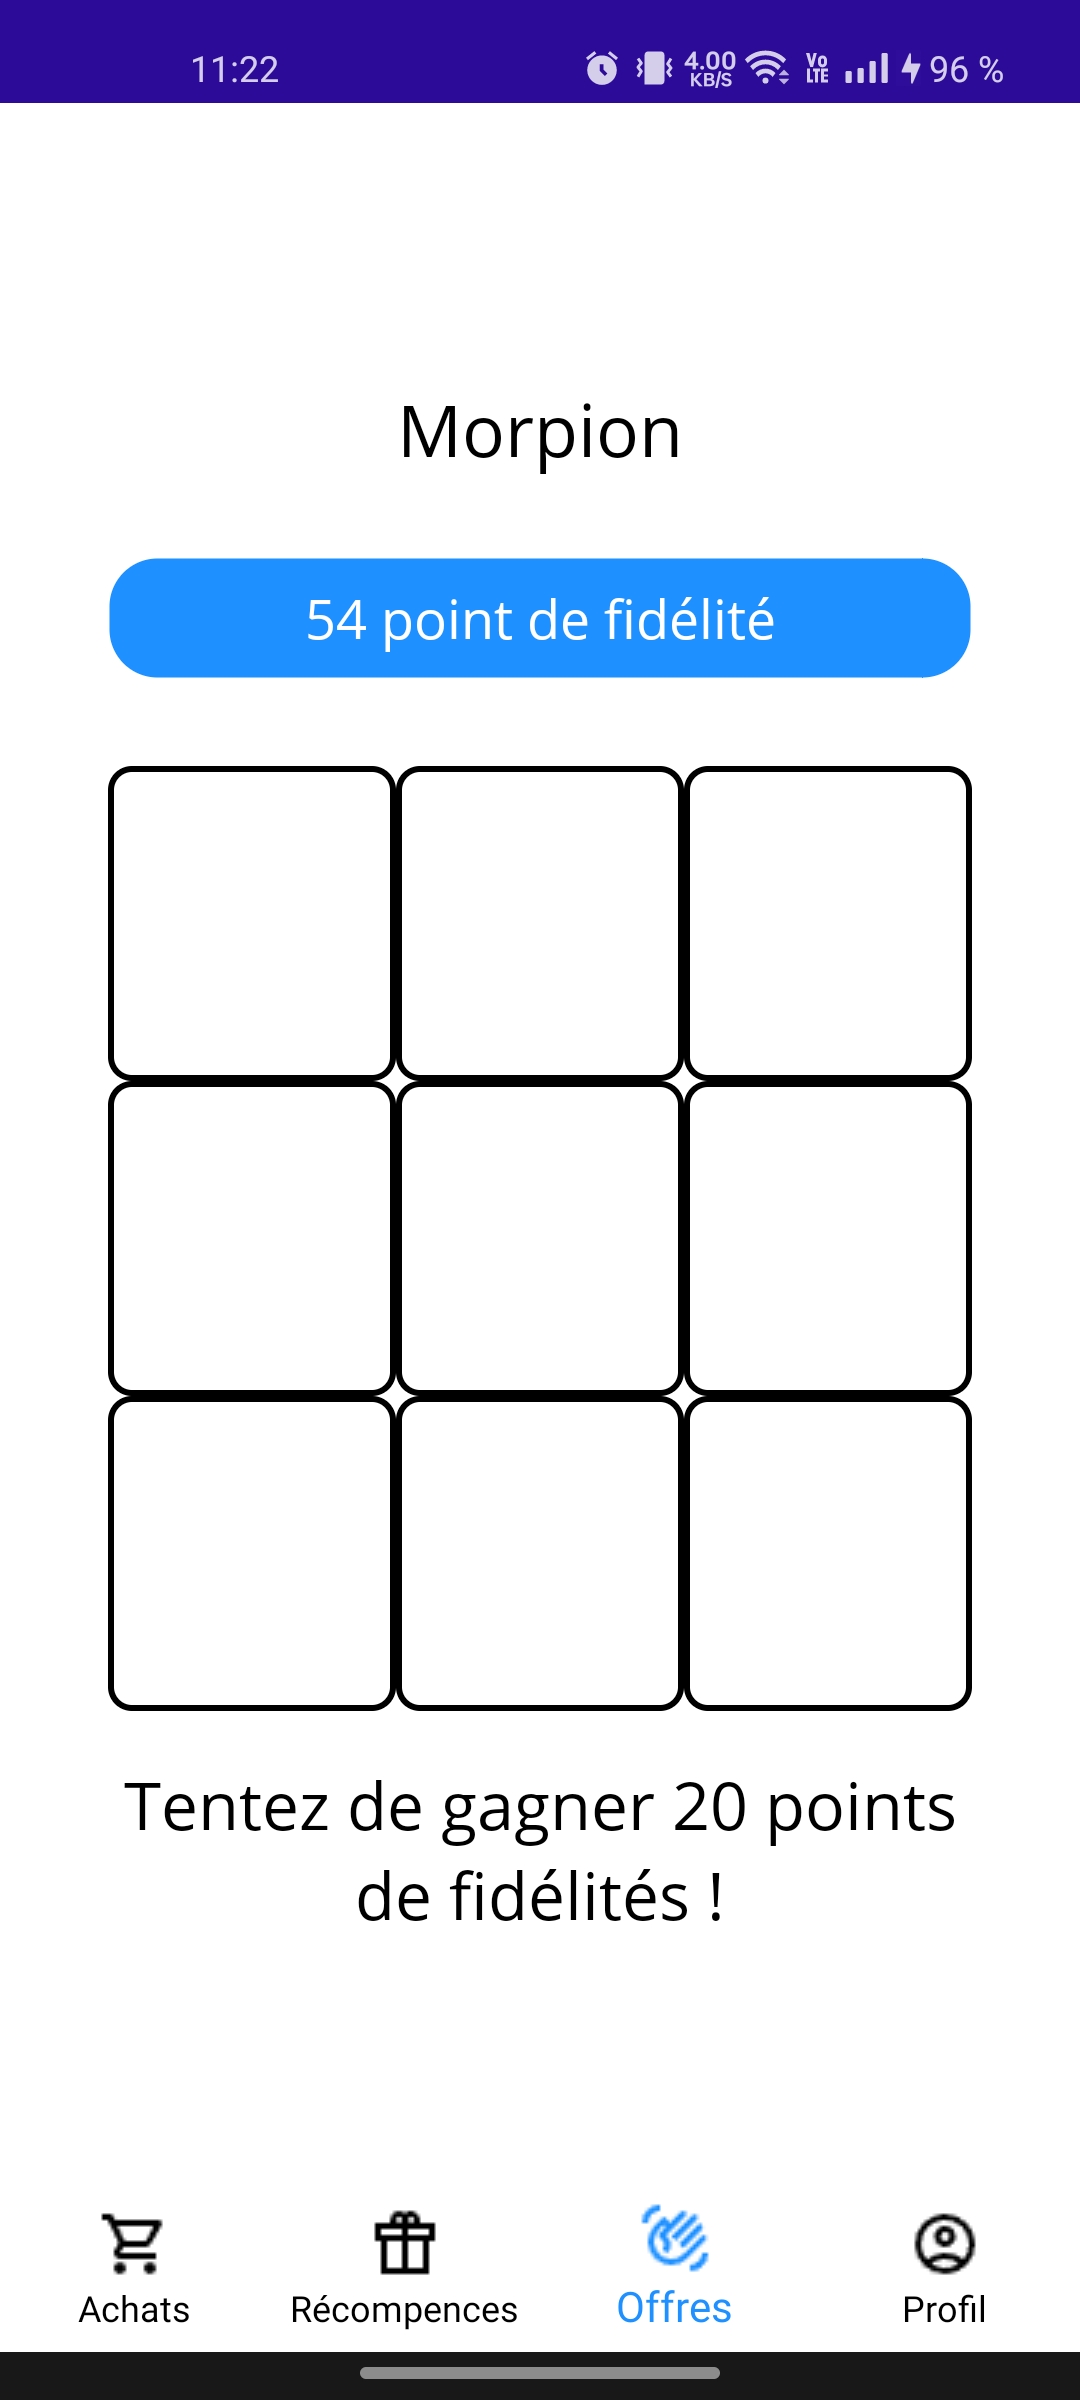 11:22 4.00 KB/S Vo LTE 96 %
Morpion
54 point de fidélité
Tentez de gagner 20 points
de fidélités !
Achats Récompences Offres Profil